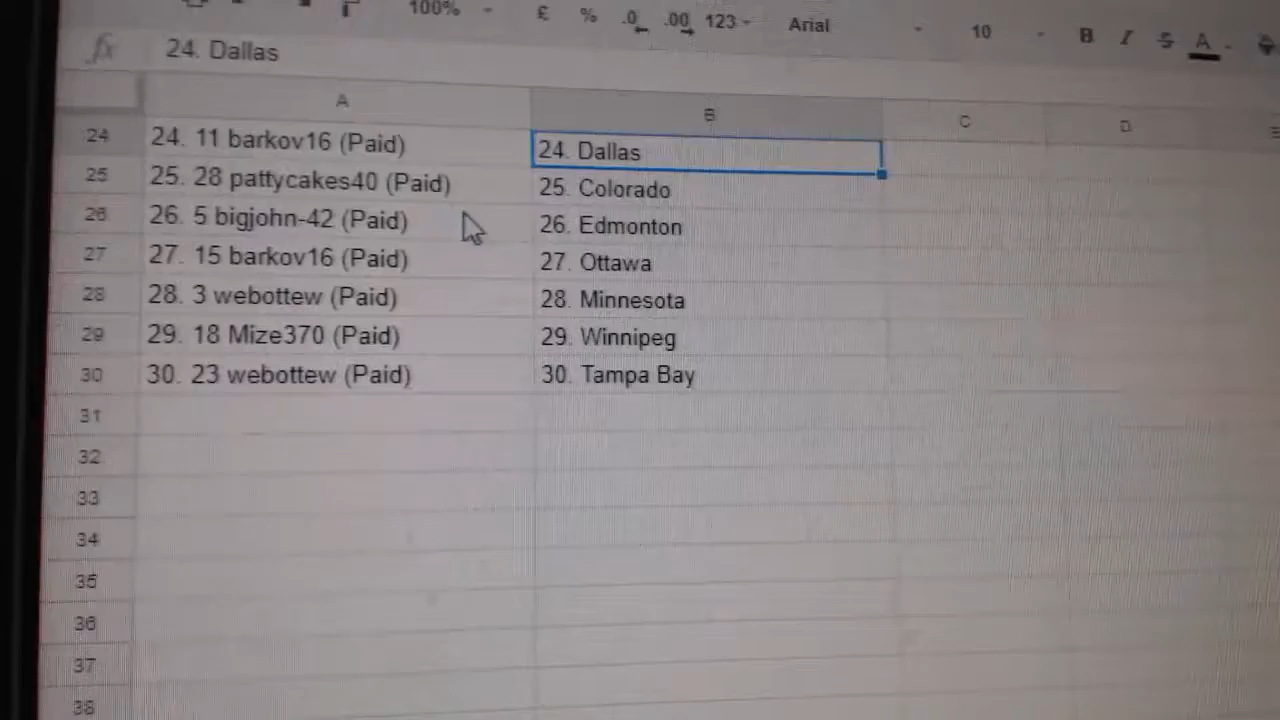 100% £ % .0 .00 123 Arial 10 B I S A
fx 24. Dallas
A B C D
24 24. 11 barkov16 (Paid) 24. Dallas
25 25. 28 pattycakes40 (Paid) 25. Colorado
26 26. 5 bigjohn-42 (Paid) 26. Edmonton
27 27. 15 barkov16 (Paid) 27. Ottawa
28 28. 3 webottew (Paid) 28. Minnesota
29 29. 18 Mize370 (Paid) 29. Winnipeg
30 30. 23 webottew (Paid) 30. Tampa Bay
31
32
33
34
35
36
37
38